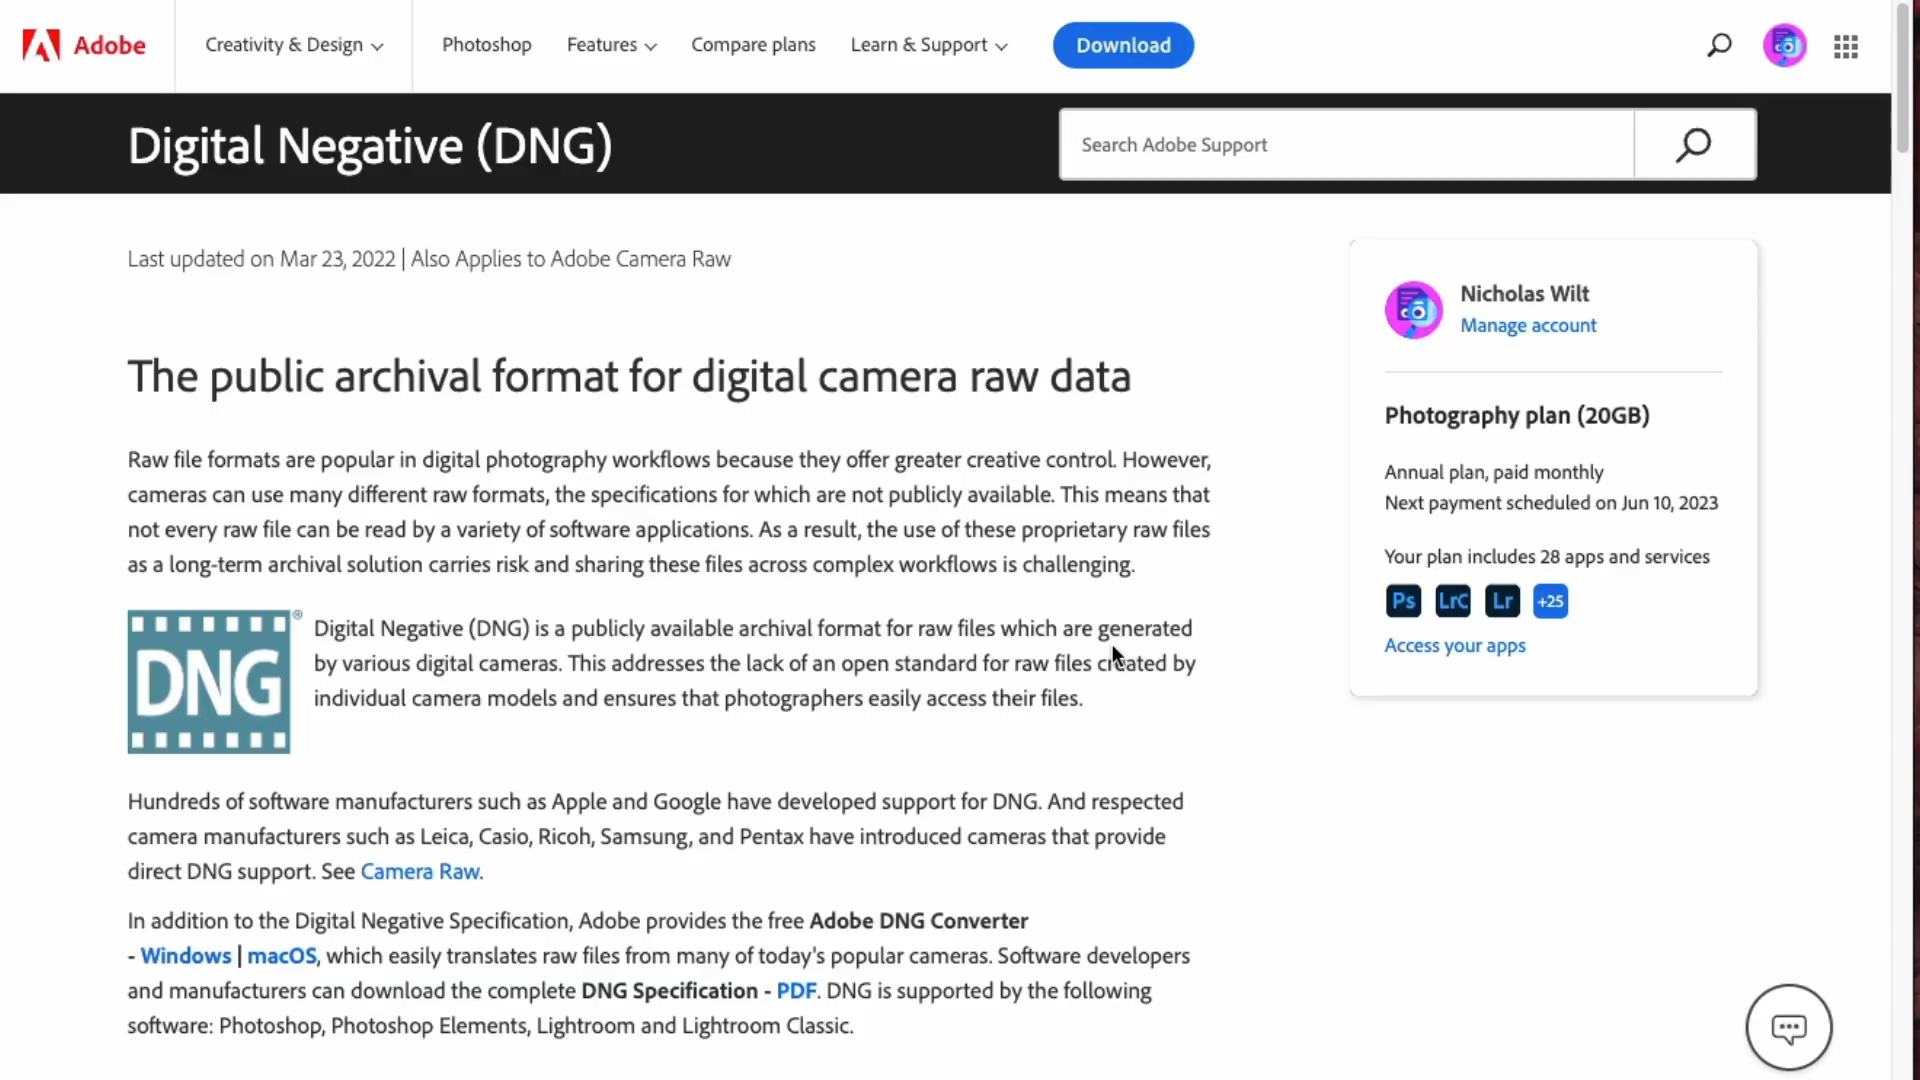 Adobe
Creativity & Design
Photoshop
Features
Compare plans
Learn & Support
Download
Digital Negative (DNG)
Search Adobe Support
Last updated on Mar 23, 2022 | Also Applies to Adobe Camera Raw
The public archival format for digital camera raw data
Raw file formats are popular in digital photography workflows because they offer greater creative control. However,
cameras can use many different raw formats, the specifications for which are not publicly available. This means that
not every raw file can be read by a variety of software applications. As a result, the use of these proprietary raw files
as a long-term archival solution carries risk and sharing these files across complex workflows is challenging.
DNG®
Digital Negative (DNG) is a publicly available archival format for raw files which are generated
by various digital cameras. This addresses the lack of an open standard for raw files created by
individual camera models and ensures that photographers easily access their files.
Hundreds of software manufacturers such as Apple and Google have developed support for DNG. And respected
camera manufacturers such as Leica, Casio, Ricoh, Samsung, and Pentax have introduced cameras that provide
direct DNG support. See Camera Raw.
In addition to the Digital Negative Specification, Adobe provides the free Adobe DNG Converter
- Windows | macOS, which easily translates raw files from many of today's popular cameras. Software developers
and manufacturers can download the complete DNG Specification - PDF. DNG is supported by the following
software: Photoshop, Photoshop Elements, Lightroom and Lightroom Classic.
Nicholas Wilt
Manage account
Photography plan (20GB)
Annual plan, paid monthly
Next payment scheduled on Jun 10, 2023
Your plan includes 28 apps and services
Ps LrC Lr +25
Access your apps